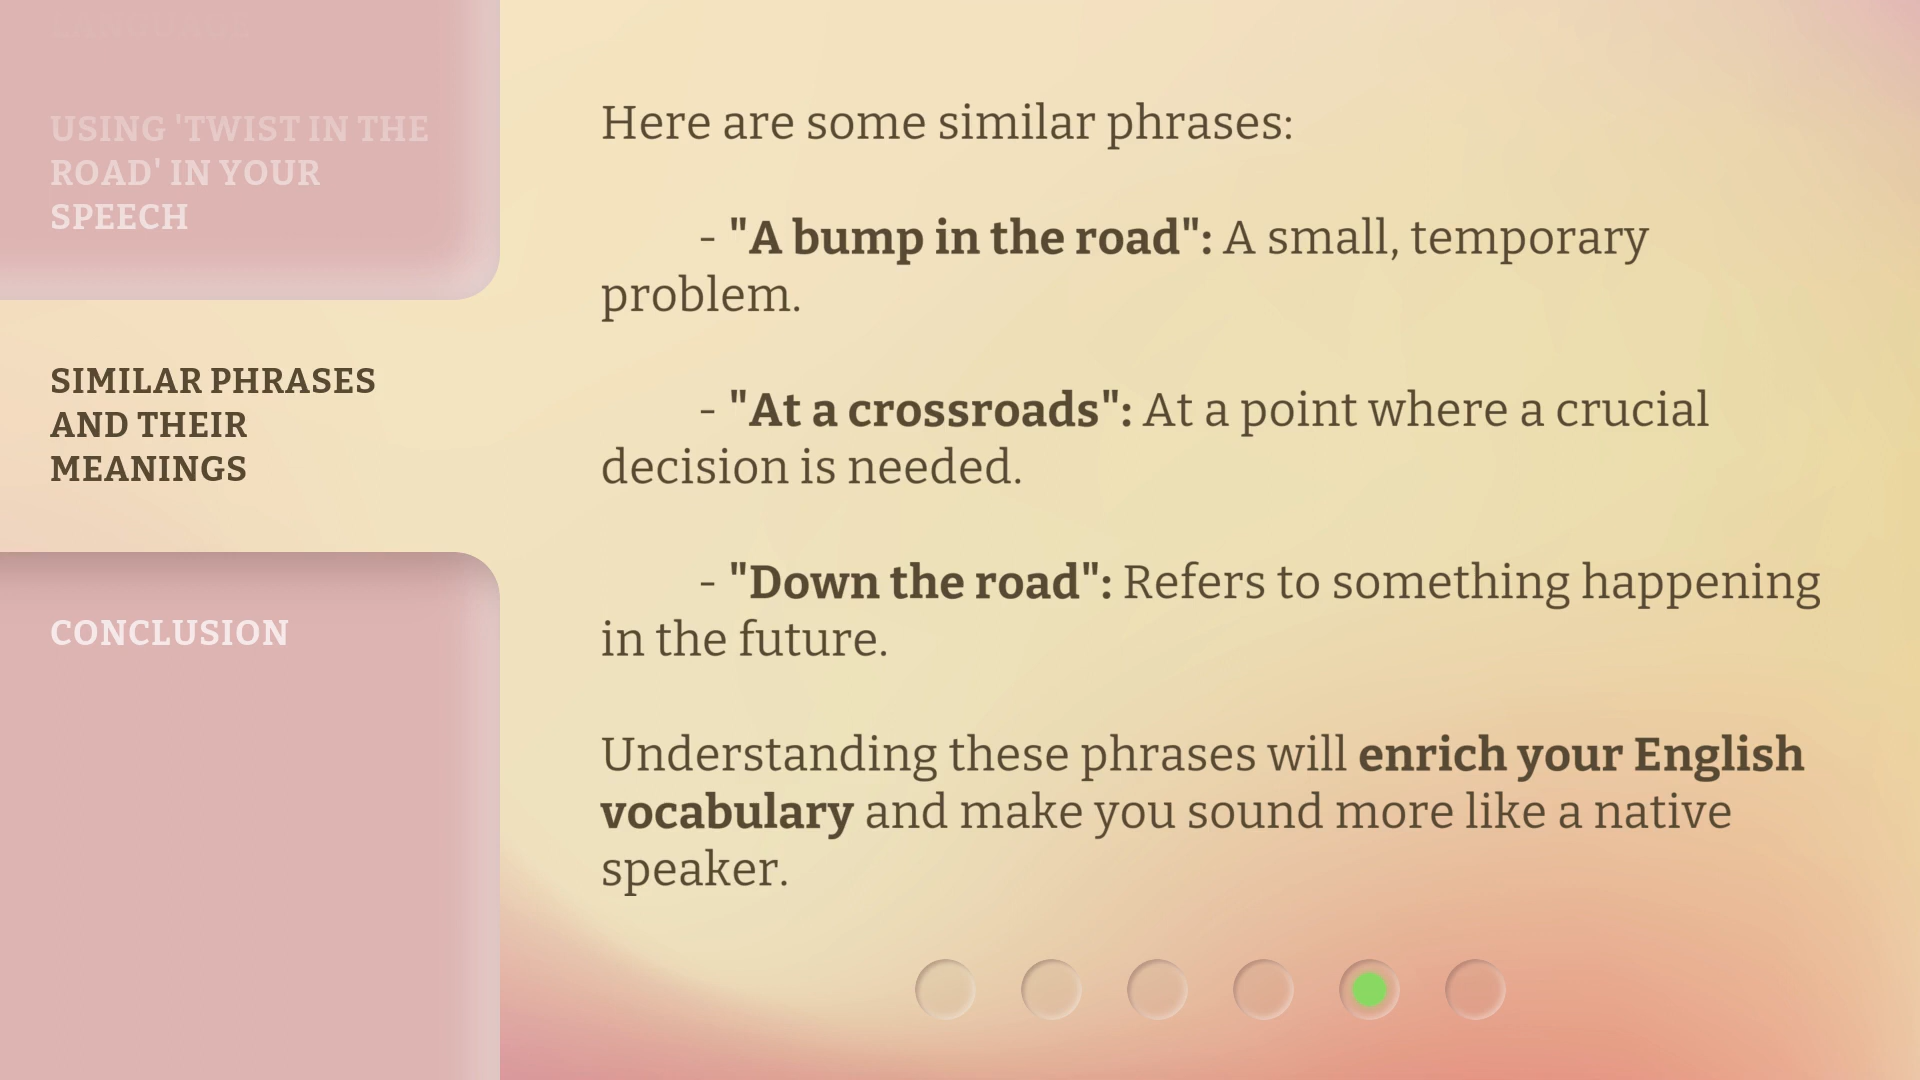 LANGUAGE
USING 'TWIST IN THE
ROAD' IN YOUR
SPEECH
SIMILAR PHRASES
AND THEIR
MEANINGS
CONCLUSION
Here are some similar phrases:
- "A bump in the road": A small, temporary
problem.
- "At a crossroads": At a point where a crucial
decision is needed.
- "Down the road": Refers to something happening
in the future.
Understanding these phrases will enrich your English
vocabulary and make you sound more like a native
speaker.